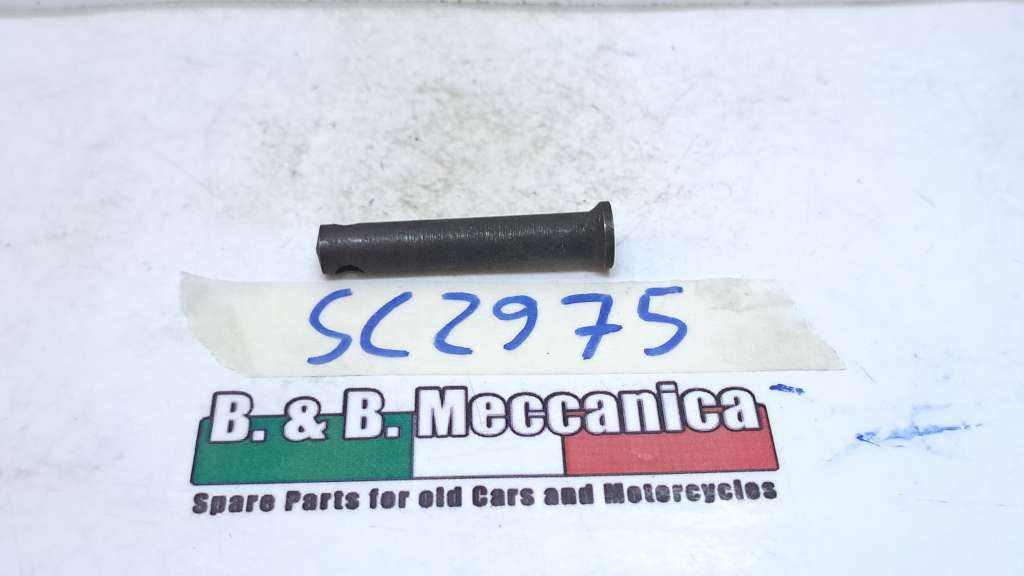 SC2975
B. & B. Meccanica
Spare Parts for old Cars and Motorcycles